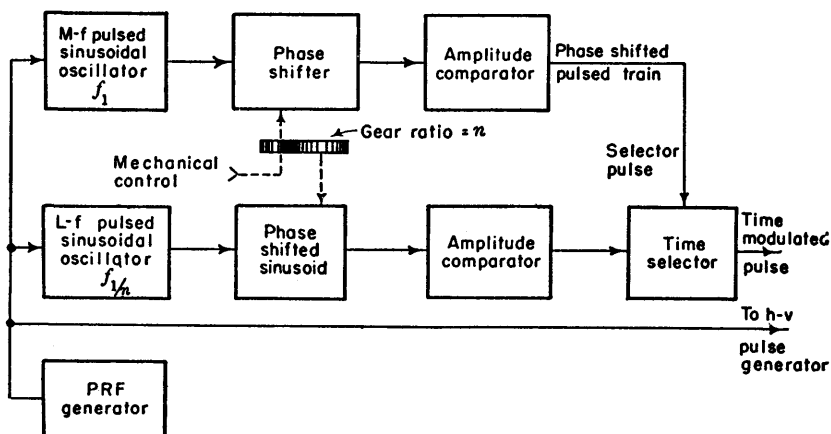 M-f pulsed
sinusoidal
oscillator
f1
Phase
shifter
Amplitude
comparator
Phase shifted
pulsed train
Gear ratio = n
Mechanical
control
Selector
pulse
L-f pulsed
sinusoidal
oscillator
f1/n
Phase
shifted
sinusoid
Amplitude
comparator
Time
selector
Time
modulated
pulse
To h-v
pulse
generator
PRF
generator